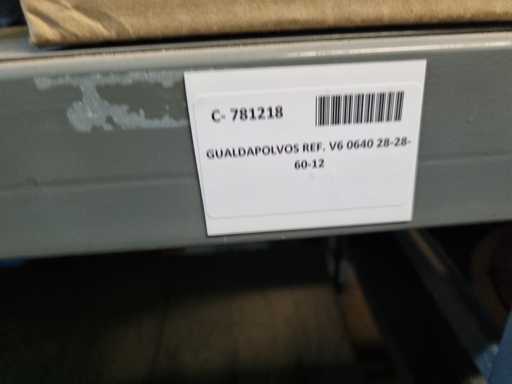 C- 781218
GUALDAPOLVOS REF. V6 0640 28-28-
60-12